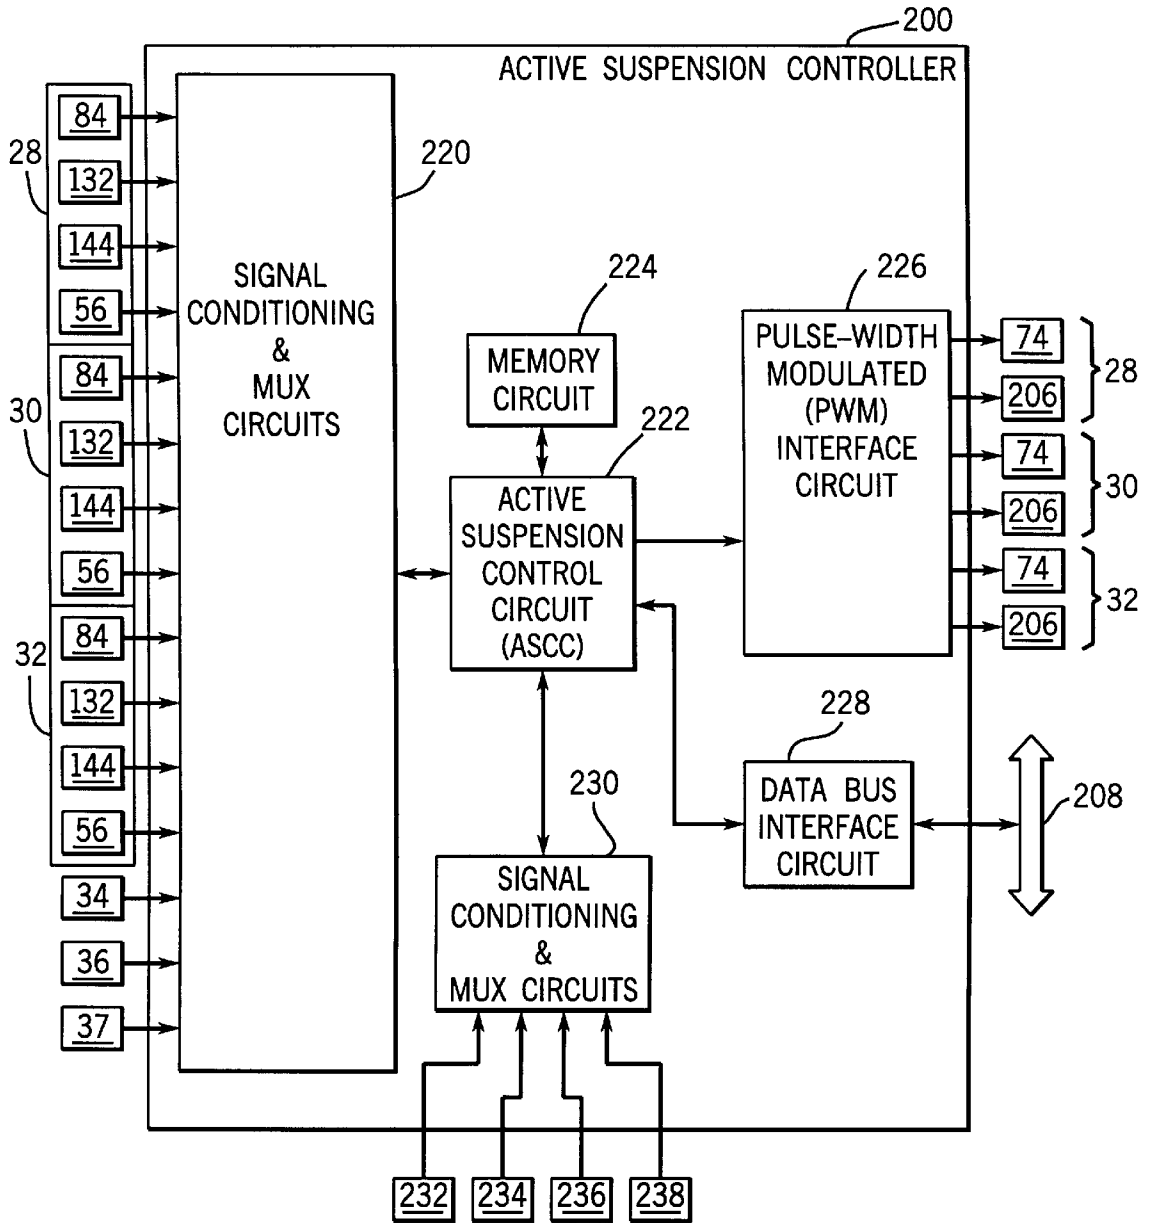 200
ACTIVE SUSPENSION CONTROLLER
28
84
132
144
56
30
84
132
144
56
32
84
132
144
56
34
36
37
220
SIGNAL
CONDITIONING
&
MUX
CIRCUITS
224
MEMORY
CIRCUIT
222
ACTIVE
SUSPENSION
CONTROL
CIRCUIT
(ASCC)
226
PULSE-WIDTH
MODULATED
(PWM)
INTERFACE
CIRCUIT
74
206
28
74
206
30
74
206
32
228
DATA BUS
INTERFACE
CIRCUIT
208
230
SIGNAL
CONDITIONING
&
MUX CIRCUITS
232
234
236
238